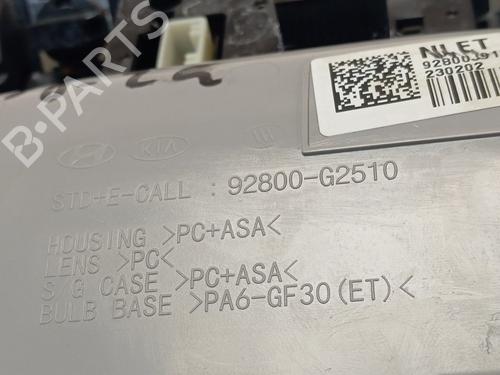 NLET
230202
KIA
STD+E-CALL : 92800-G2510
HOUSING >PC+ASA<
LENS >PC<
S/G CASE >PC+ASA<
BULB BASE >PA6-GF30(ET)<